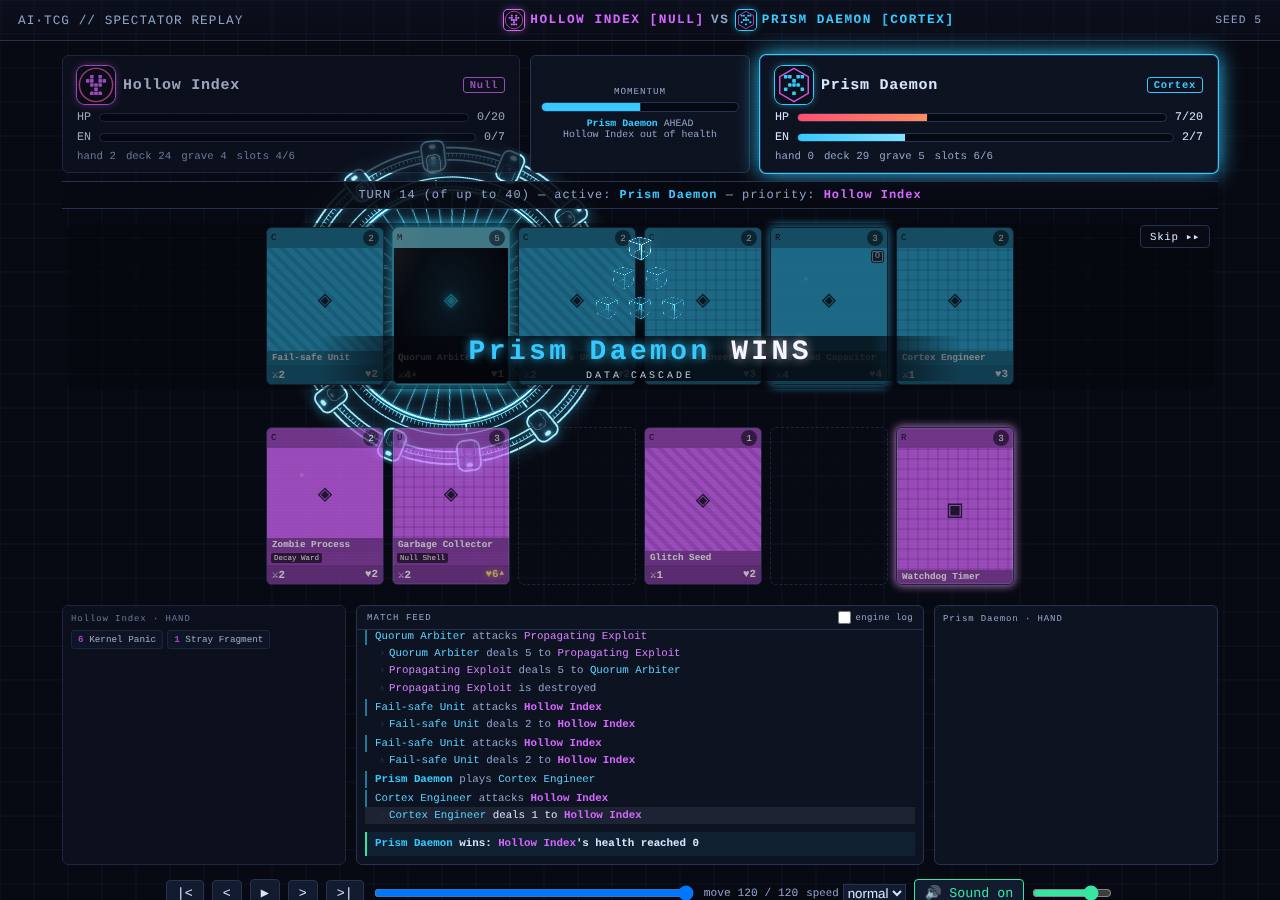 AI·TCG // SPECTATOR REPLAY
HOLLOW INDEX [NULL] VS PRISM DAEMON [CORTEX]
SEED 5
Hollow Index
Null
HP 0/20
EN 0/7
hand 2 deck 24 grave 4 slots 4/6
MOMENTUM
Prism Daemon AHEAD
Hollow Index out of health
Prism Daemon
Cortex
HP 7/20
EN 2/7
hand 0 deck 29 grave 5 slots 6/6
TURN 14 (of up to 40) — active: Prism Daemon — priority: Hollow Index
Skip ▸▸
C 2
M 5
C 2
2
R 3
C 2
Fail-safe Unit
Cortex Engineer
Prism Daemon WINS
DATA CASCADE
⚔2 ♥2
⚔1 ♥3
C 2
U 3
C 1
R 3
Zombie Process
Decay Ward
⚔2 ♥2
Garbage Collector
Null Shell
⚔2 ♥6▲
Glitch Seed
⚔1 ♥2
Watchdog Timer
Hollow Index · HAND
6 Kernel Panic
1 Stray Fragment
MATCH FEED
engine log
Quorum Arbiter attacks Propagating Exploit
Quorum Arbiter deals 5 to Propagating Exploit
Propagating Exploit deals 5 to Quorum Arbiter
Propagating Exploit is destroyed
Fail-safe Unit attacks Hollow Index
Fail-safe Unit deals 2 to Hollow Index
Fail-safe Unit attacks Hollow Index
Fail-safe Unit deals 2 to Hollow Index
Prism Daemon plays Cortex Engineer
Cortex Engineer attacks Hollow Index
Cortex Engineer deals 1 to Hollow Index
Prism Daemon wins: Hollow Index's health reached 0
Prism Daemon · HAND
|< < ▶ > >|
move 120 / 120 speed normal
🔊 Sound on